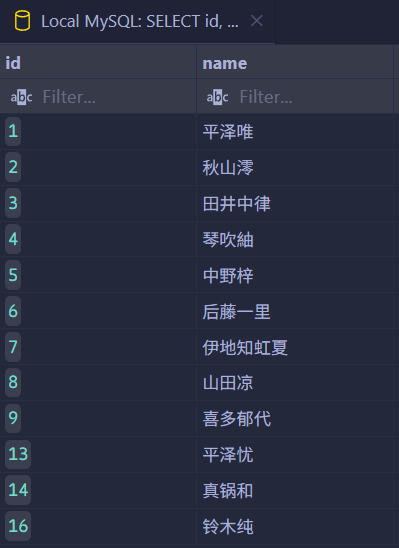 Local MySQL: SELECT id, ...
id name
abc Filter... abc Filter...
1 平泽唯
2 秋山澪
3 田井中律
4 琴吹紬
5 中野梓
6 后藤一里
7 伊地知虹夏
8 山田凉
9 喜多郁代
13 平泽忧
14 真锅和
16 铃木纯